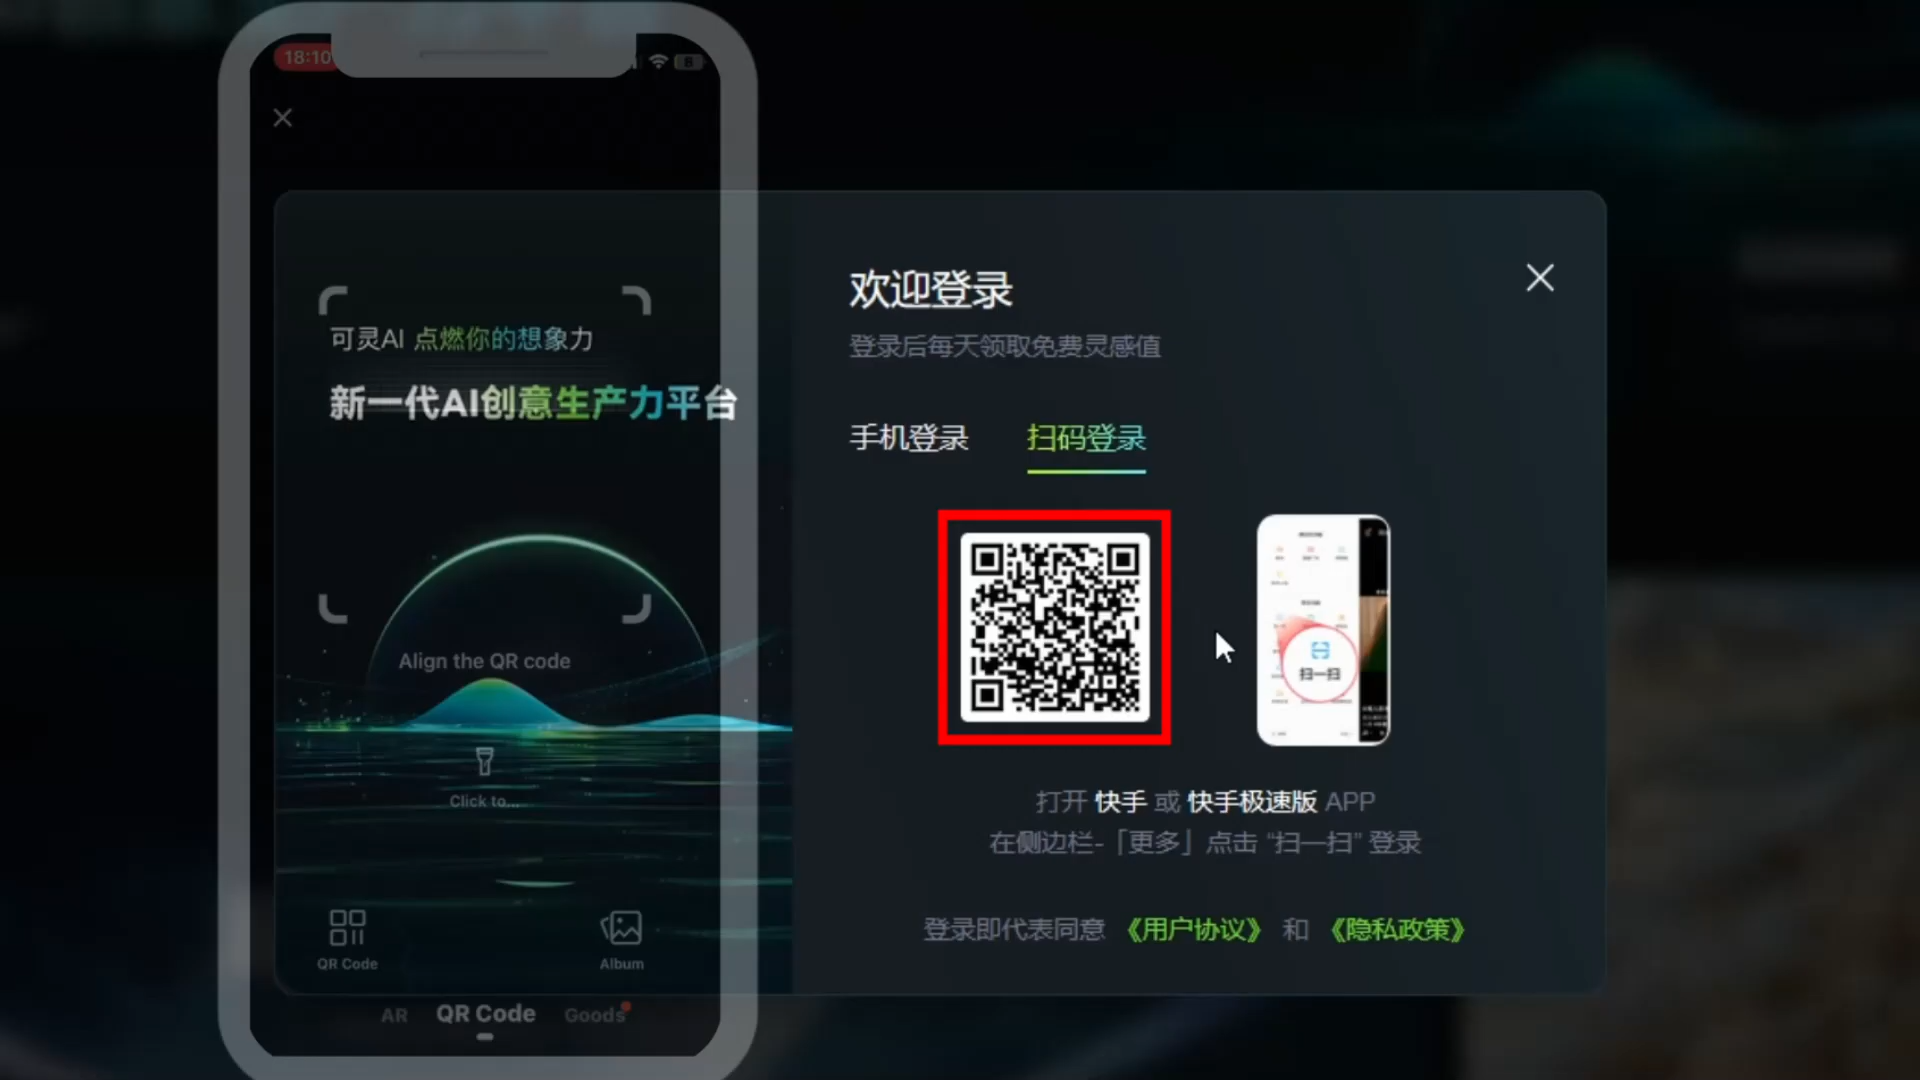 18:10
可灵AI 点燃你的想象力
新一代AI创意生产力平台
Align the QR code
Click to...
QR Code
Album
AR
QR Code
Goods
欢迎登录
登录后每天领取免费灵感值
手机登录
扫码登录
扫一扫
打开 快手 或 快手极速版 APP
在侧边栏-「更多」点击 “扫一扫” 登录
登录即代表同意 《用户协议》 和 《隐私政策》